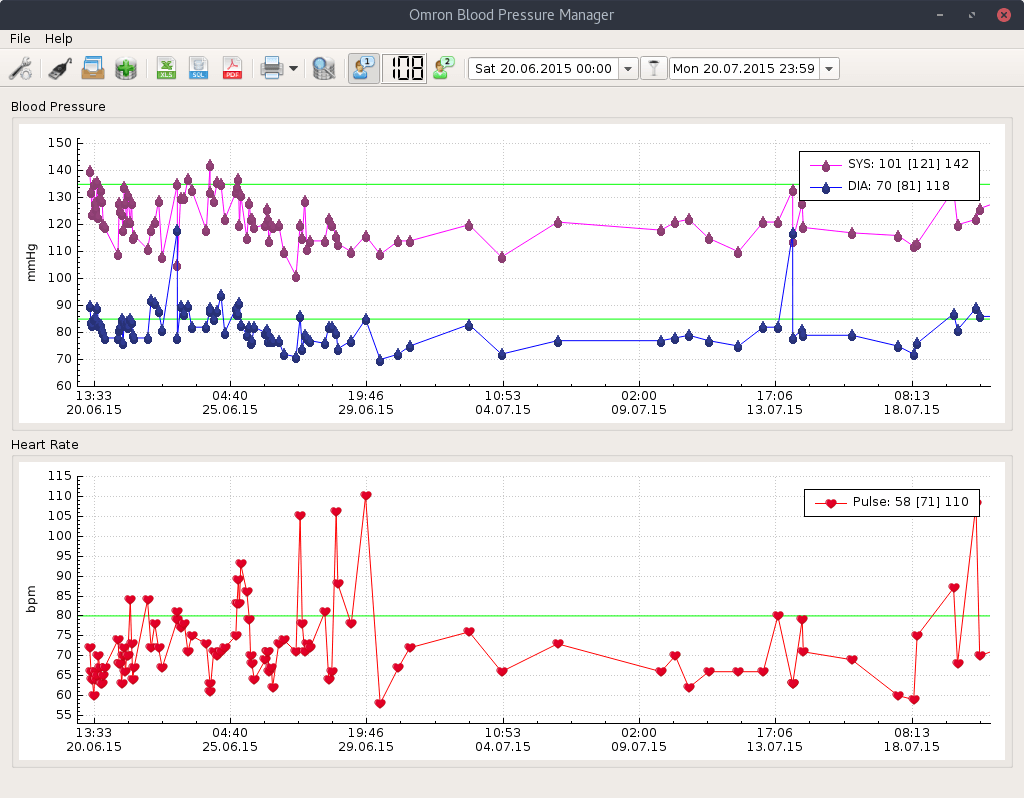 Omron Blood Pressure Manager
File Help
XLS SQL PDF 1 108 2 Sat 20.06.2015 00:00 Mon 20.07.2015 23:59
Blood Pressure
mmHg
150
140
130
120
110
100
90
80
70
60
SYS: 101 [121] 142
DIA: 70 [81] 118
13:33 04:40 19:46 10:53 02:00 17:06 08:13
20.06.15 25.06.15 29.06.15 04.07.15 09.07.15 13.07.15 18.07.15
Heart Rate
bpm
115
110
105
100
95
90
85
80
75
70
65
60
55
Pulse: 58 [71] 110
13:33 04:40 19:46 10:53 02:00 17:06 08:13
20.06.15 25.06.15 29.06.15 04.07.15 09.07.15 13.07.15 18.07.15